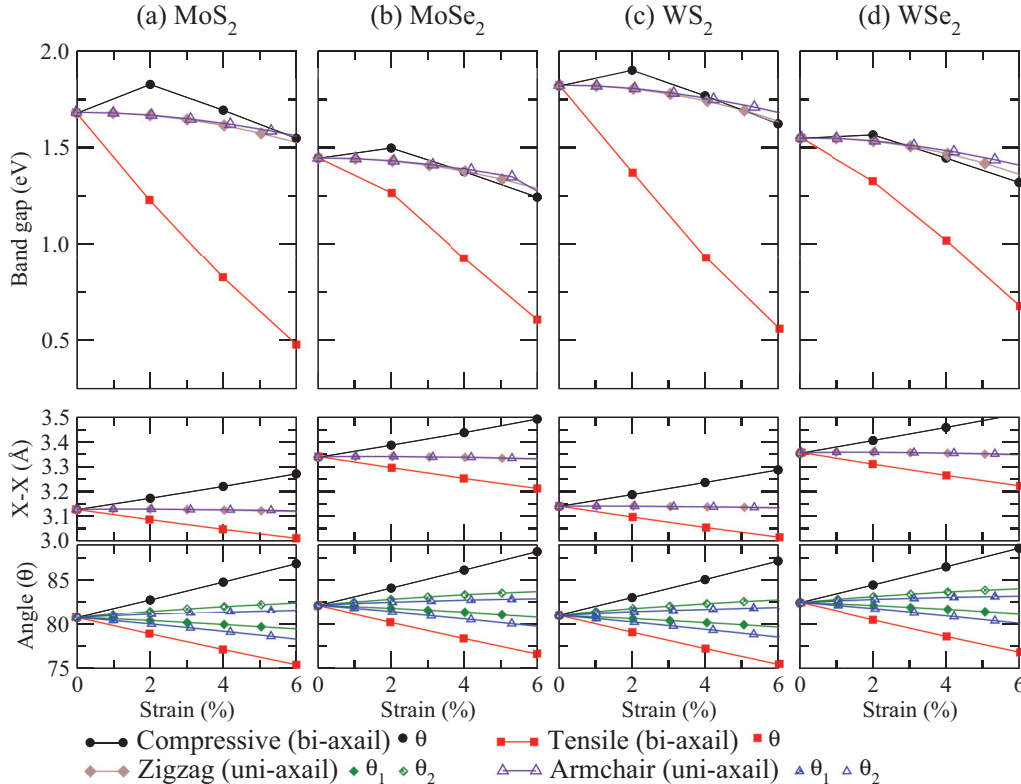 (a) MoS₂ (b) MoSe₂ (c) WS₂ (d) WSe₂
2.0
1.5
1.0
0.5
Band gap (eV)
3.5
3.4
3.3
3.2
3.1
3.0
X-X (Å)
85
80
75
Angle (θ)
0 2 4 6 0 2 4 6 0 2 4 6 0 2 4 6
Strain (%) Strain (%) Strain (%) Strain (%)
Compressive (bi-axail) θ Tensile (bi-axail) θ
Zigzag (uni-axail) θ₁ θ₂ Armchair (uni-axail) θ₁ θ₂